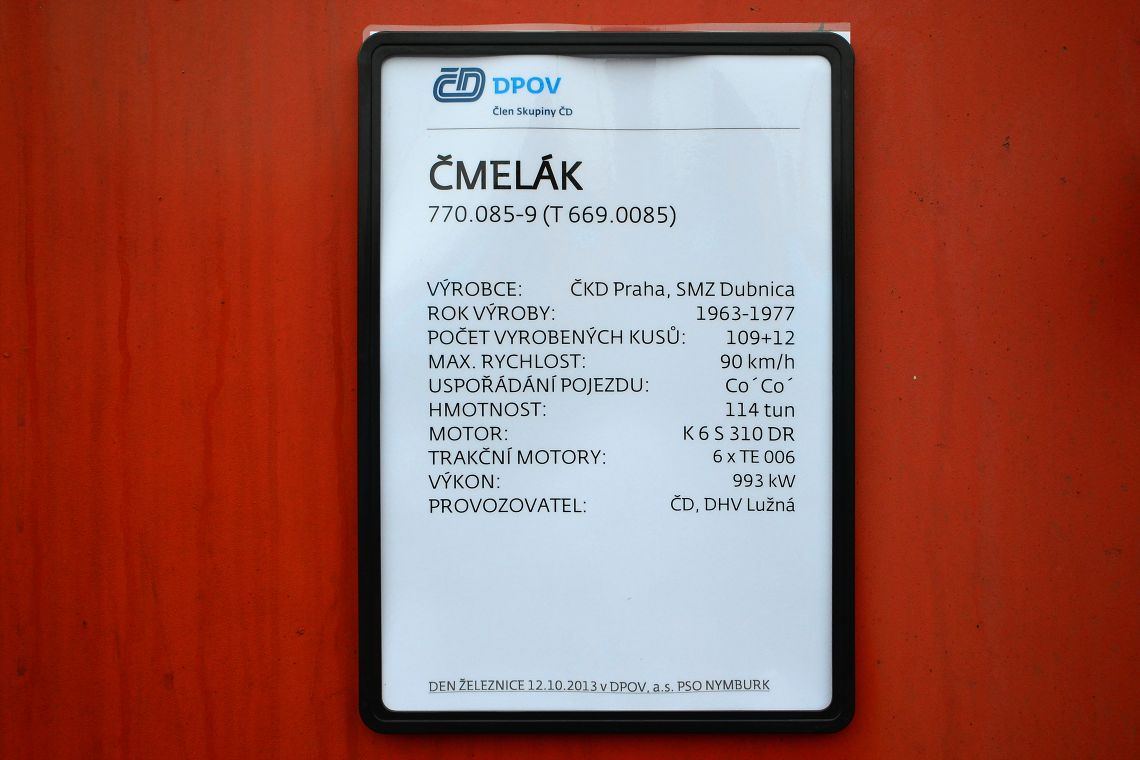 ČD DPOV
Člen Skupiny ČD
ČMELÁK
770.085-9 (T 669.0085)
VÝROBCE: ČKD Praha, SMZ Dubnica
ROK VÝROBY: 1963-1977
POČET VYROBENÝCH KUSŮ: 109+12
MAX. RYCHLOST: 90 km/h
USPOŘÁDÁNÍ POJEZDU: Co´Co´
HMOTNOST: 114 tun
MOTOR: K 6 S 310 DR
TRAKČNÍ MOTORY: 6 x TE 006
VÝKON: 993 kW
PROVOZOVATEL: ČD, DHV Lužná
DEN ŽELEZNICE 12.10.2013 v DPOV, a.s. PSO NYMBURK